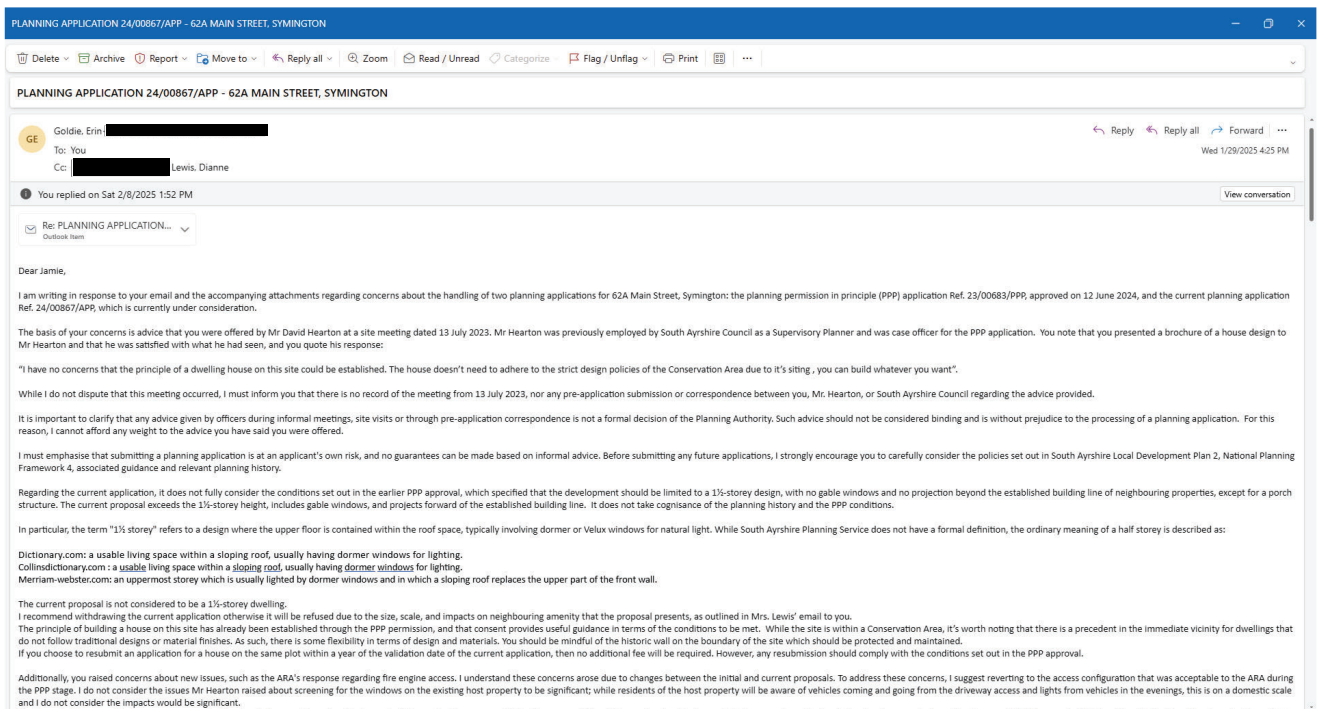 PLANNING APPLICATION 24/00867/APP - 62A MAIN STREET, SYMINGTON
Delete Archive Report Move to Reply all Zoom Read / Unread Categorize Flag / Unflag Print ...
PLANNING APPLICATION 24/00867/APP - 62A MAIN STREET, SYMINGTON
GE
Goldie, Erin
Reply Reply all Forward ...
To: You
Wed 1/29/2025 4:25 PM
Cc: Lewis, Dianne
You replied on Sat 2/8/2025 1:52 PM
View conversation
Re: PLANNING APPLICATION...
Outlook Item
Dear Jamie,
I am writing in response to your email and the accompanying attachments regarding concerns about the handling of two planning applications for 62A Main Street, Symington: the planning permission in principle (PPP) application Ref. 23/00683/PPP, approved on 12 June 2024, and the current planning application
Ref. 24/00867/APP, which is currently under consideration.
The basis of your concerns is advice that you were offered by Mr David Hearton at a site meeting dated 13 July 2023. Mr Hearton was previously employed by South Ayrshire Council as a Supervisory Planner and was case officer for the PPP application.  You note that you presented a brochure of a house design to
Mr Hearton and that he was satisfied with what he had seen, and you quote his response:
“I have no concerns that the principle of a dwelling house on this site could be established. The house doesn’t need to adhere to the strict design policies of the Conservation Area due to it’s siting , you can build whatever you want”.
While I do not dispute that this meeting occurred, I must inform you that there is no record of the meeting from 13 July 2023, nor any pre-application submission or correspondence between you, Mr. Hearton, or South Ayrshire Council regarding the advice provided.
It is important to clarify that any advice given by officers during informal meetings, site visits or through pre-application correspondence is not a formal decision of the Planning Authority. Such advice should not be considered binding and is without prejudice to the processing of a planning application.  For this
reason, I cannot afford any weight to the advice you have said you were offered.
I must emphasise that submitting a planning application is at an applicant's own risk, and no guarantees can be made based on informal advice. Before submitting any future applications, I strongly encourage you to carefully consider the policies set out in South Ayrshire Local Development Plan 2, National Planning
Framework 4, associated guidance and relevant planning history.
Regarding the current application, it does not fully consider the conditions set out in the earlier PPP approval, which specified that the development should be limited to a 1½-storey design, with no gable windows and no projection beyond the established building line of neighbouring properties, except for a porch
structure. The current proposal exceeds the 1½-storey height, includes gable windows, and projects forward of the established building line.  It does not take cognisance of the planning history and the PPP conditions.
In particular, the term "1½ storey" refers to a design where the upper floor is contained within the roof space, typically involving dormer or Velux windows for natural light. While South Ayrshire Planning Service does not have a formal definition, the ordinary meaning of a half storey is described as:
Dictionary.com: a usable living space within a sloping roof, usually having dormer windows for lighting.
Collinsdictionary.com : a usable living space within a sloping roof, usually having dormer windows for lighting.
Merriam-webster.com: an uppermost storey which is usually lighted by dormer windows and in which a sloping roof replaces the upper part of the front wall.
The current proposal is not considered to be a 1½-storey dwelling.
I recommend withdrawing the current application otherwise it will be refused due to the size, scale, and impacts on neighbouring amenity that the proposal presents, as outlined in Mrs. Lewis’ email to you.
The principle of building a house on this site has already been established through the PPP permission, and that consent provides useful guidance in terms of the conditions to be met.  While the site is within a Conservation Area, it’s worth noting that there is a precedent in the immediate vicinity for dwellings that
do not follow traditional designs or material finishes. As such, there is some flexibility in terms of design and materials. You should be mindful of the historic wall on the boundary of the site which should be protected and maintained.
If you choose to resubmit an application for a house on the same plot within a year of the validation date of the current application, then no additional fee will be required. However, any resubmission should comply with the conditions set out in the PPP approval.
Additionally, you raised concerns about new issues, such as the ARA's response regarding fire engine access. I understand these concerns arose due to changes between the initial and current proposals. To address these concerns, I suggest reverting to the access configuration that was acceptable to the ARA during
the PPP stage. I do not consider the issues Mr Hearton raised about screening for the windows on the existing host property to be significant; while residents of the host property will be aware of vehicles coming and going from the driveway access and lights from vehicles in the evenings, this is on a domestic scale
and I do not consider the impacts would be significant.